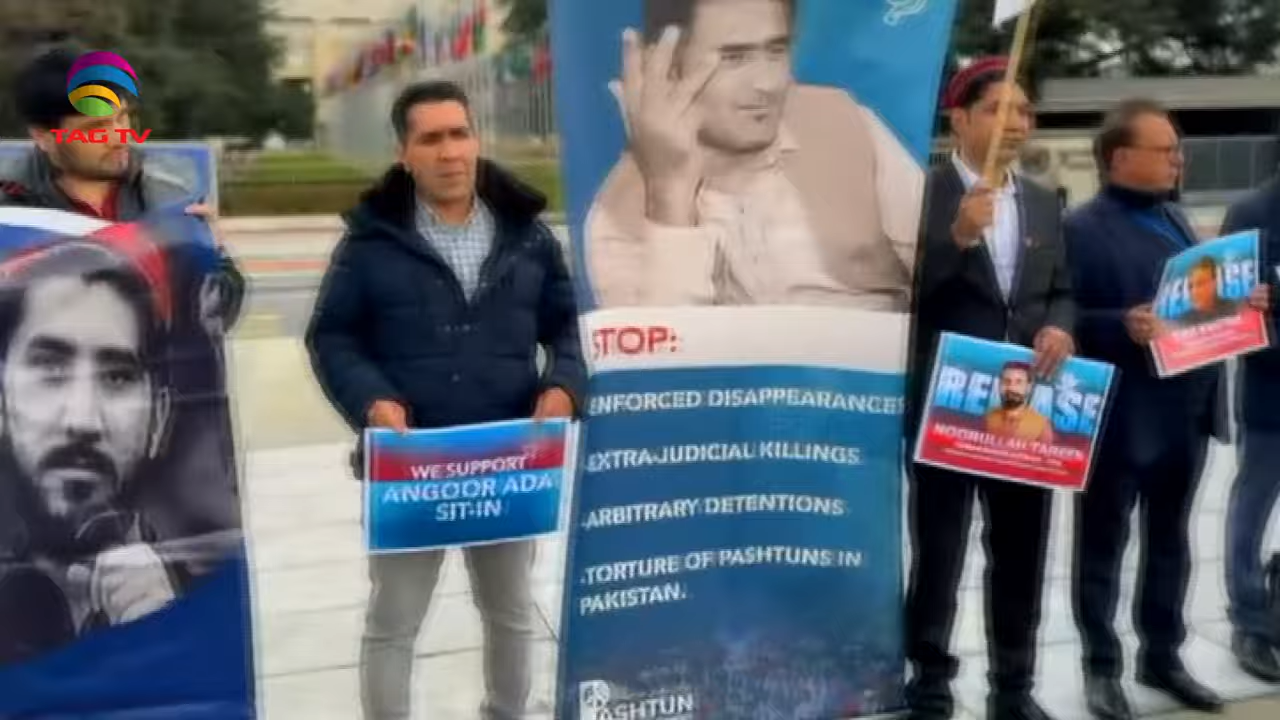 TAG TV
WE SUPPORT
ANGOOR ADA
SIT-IN
STOP:
ENFORCED DISAPPEARANCES
EXTRA-JUDICIAL KILLINGS
ARBITRARY DETENTIONS
TORTURE OF PASHTUNS IN
PAKISTAN.
PASHTUN
RELEASE
NOORULLAH TAREEN
RELEASE